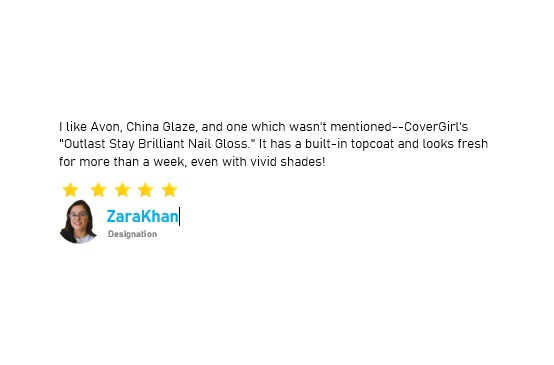 I like Avon, China Glaze, and one which wasn't mentioned--CoverGirl's
"Outlast Stay Brilliant Nail Gloss." It has a built-in topcoat and looks fresh
for more than a week, even with vivid shades!
ZaraKhan
Designation